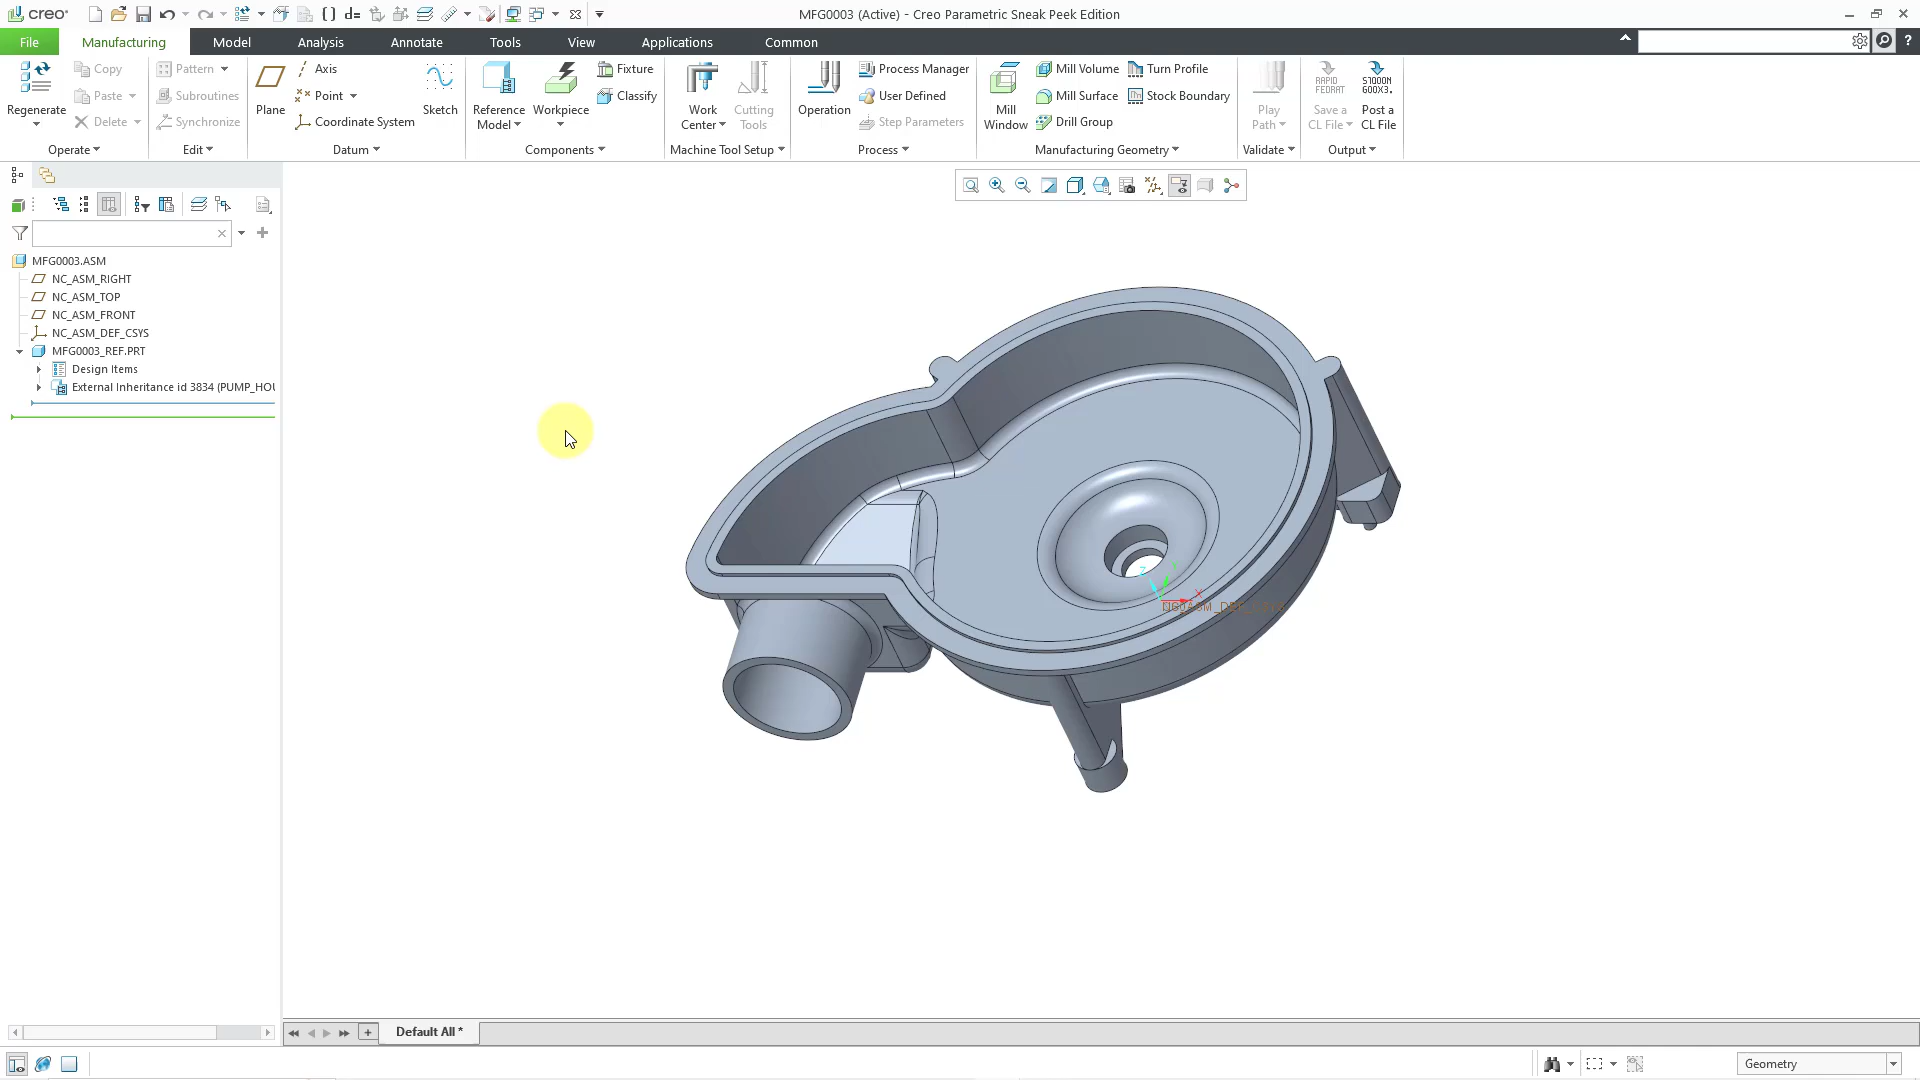 creo
MFG0003 (Active) - Creo Parametric Sneak Peek Edition
File
Manufacturing
Model
Analysis
Annotate
Tools
View
Applications
Common
Regenerate
Copy
Paste
Delete
Operate
Pattern
Subroutines
Synchronize
Edit
Plane
Axis
Point
Coordinate System
Sketch
Datum
Reference
Model
Workpiece
Fixture
Classify
Components
Work
Center
Cutting
Tools
Machine Tool Setup
Operation
Process Manager
User Defined
Step Parameters
Process
Mill
Window
Mill Volume
Mill Surface
Drill Group
Turn Profile
Stock Boundary
Manufacturing Geometry
Play
Path
Validate
RAPID
FEDRAT
Save a
CL File
Post a
CL File
Output
MFG0003.ASM
NC_ASM_RIGHT
NC_ASM_TOP
NC_ASM_FRONT
NC_ASM_DEF_CSYS
MFG0003_REF.PRT
Design Items
External Inheritance id 3834 (PUMP_HOU
Z
X
Default All *
Geometry